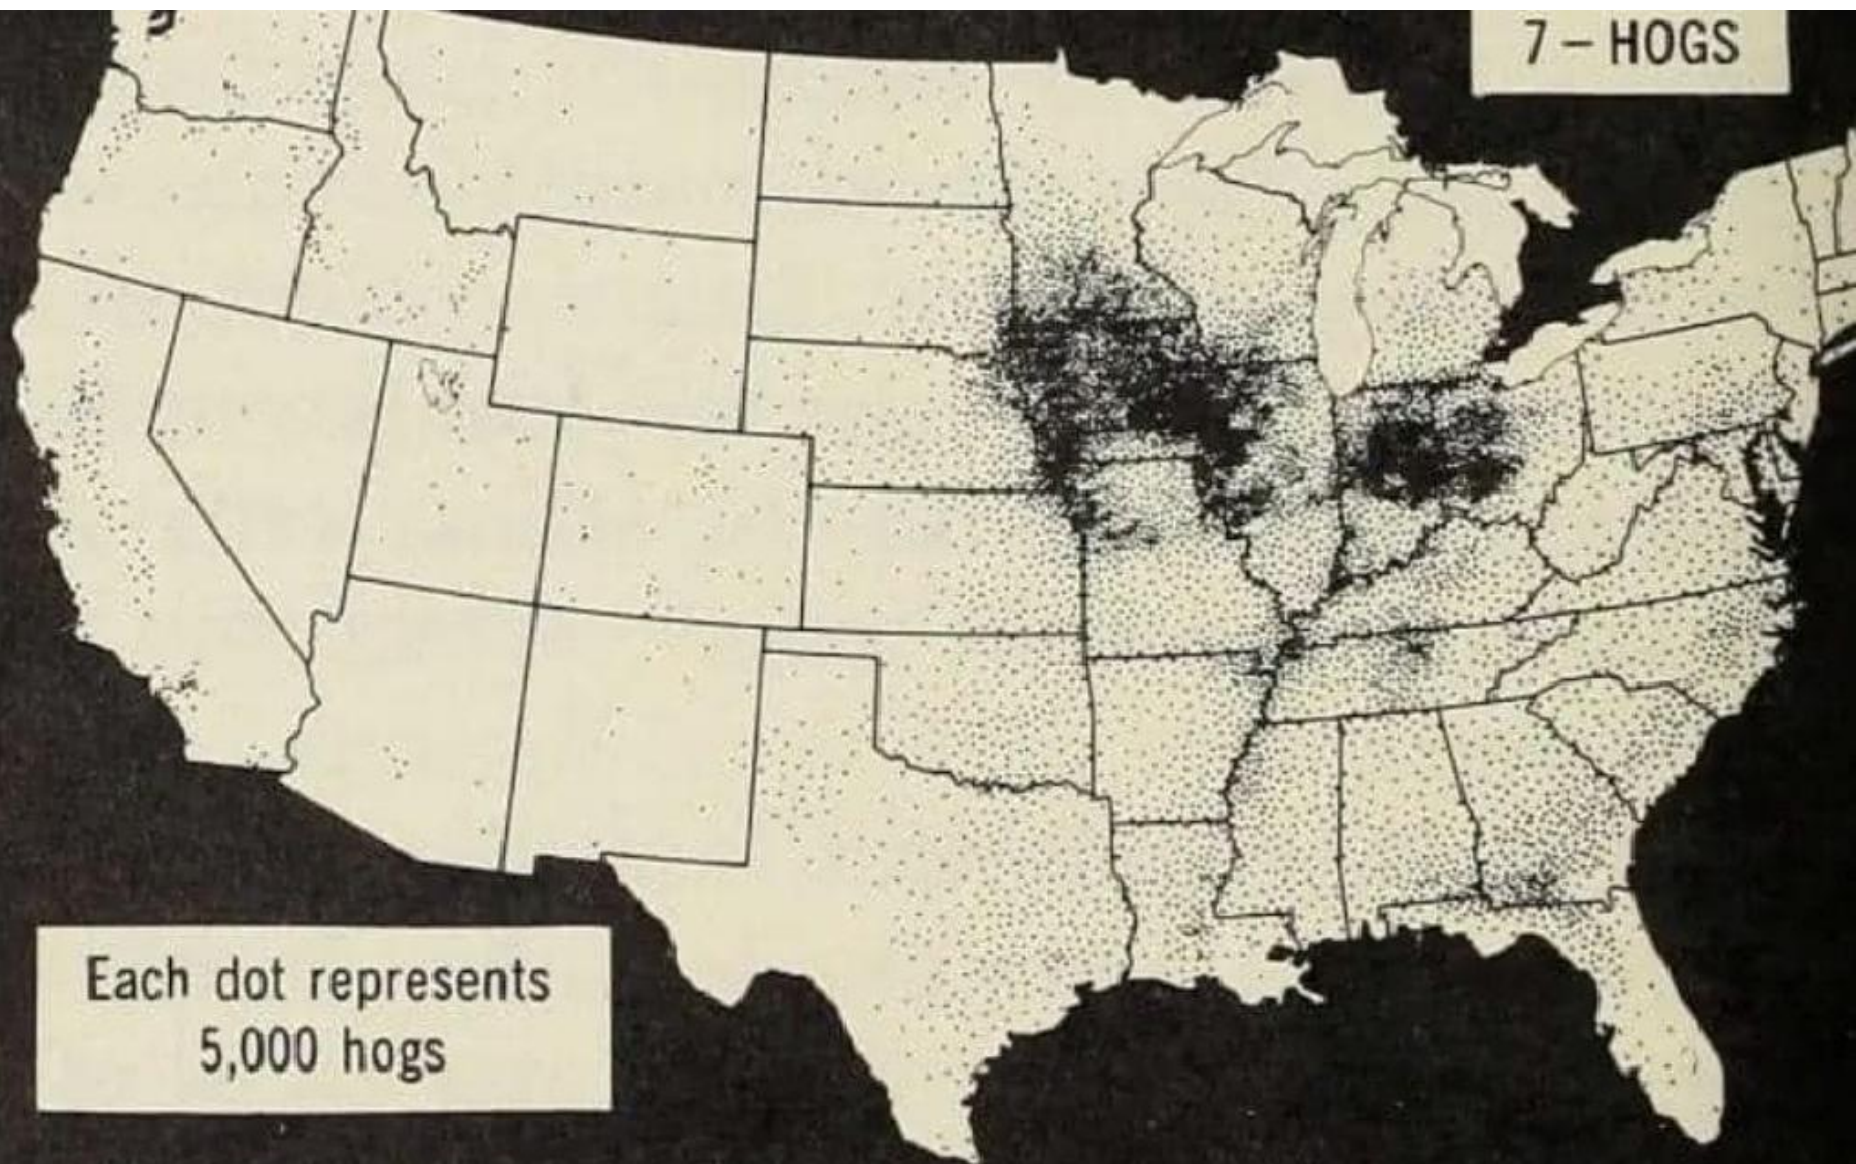 7 – HOGS
Each dot represents
5,000 hogs